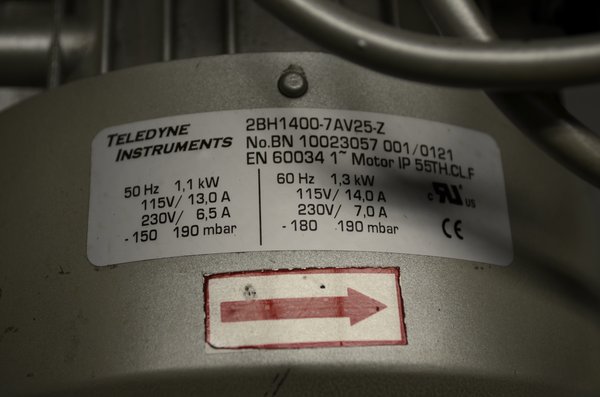 TELEDYNE
INSTRUMENTS
2BH1400-7AV25-Z
No.BN 10023057 001/0121
EN 60034 1~ Motor IP 55TH.CL.F
50 Hz 1,1 kW
115V/ 13,0 A
230V/ 6,5 A
-150 190 mbar
60 Hz 1,3 kW
115V/ 14,0 A
230V/ 7,0 A
-180 190 mbar
c RU US
CE